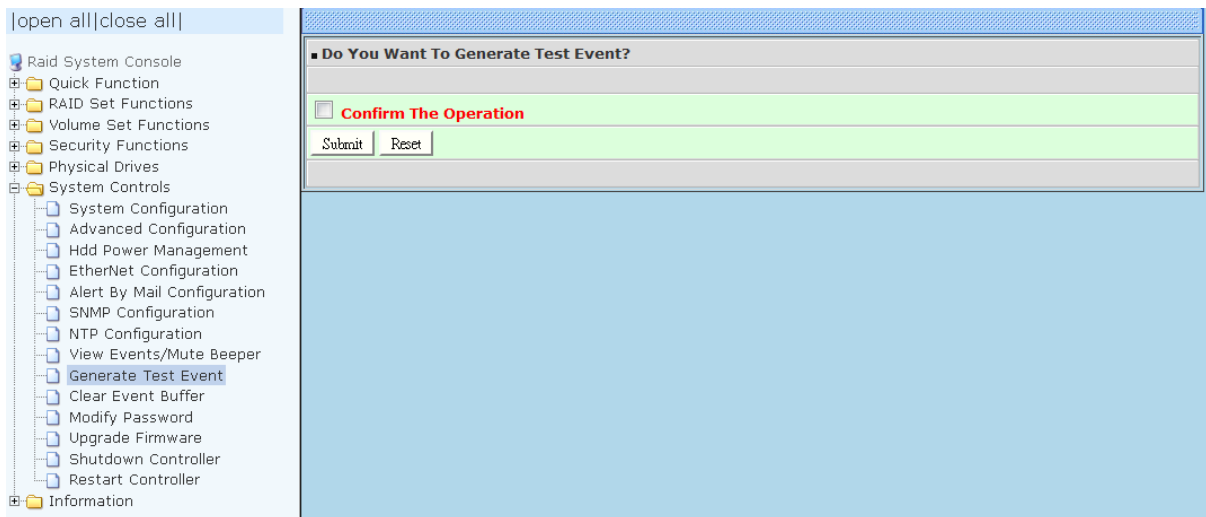 |open all|close all|
Raid System Console
Quick Function
RAID Set Functions
Volume Set Functions
Security Functions
Physical Drives
System Controls
System Configuration
Advanced Configuration
Hdd Power Management
EtherNet Configuration
Alert By Mail Configuration
SNMP Configuration
NTP Configuration
View Events/Mute Beeper
Generate Test Event
Clear Event Buffer
Modify Password
Upgrade Firmware
Shutdown Controller
Restart Controller
Information
Do You Want To Generate Test Event?
Confirm The Operation
Submit Reset